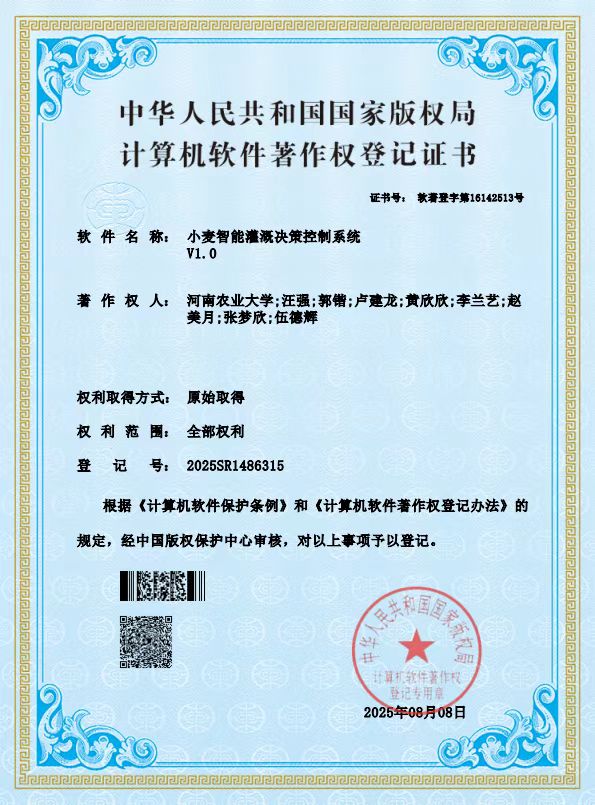 中华人民共和国国家版权局
计算机软件著作权登记证书
证书号： 软著登字第16142513号
软件名称： 小麦智能灌溉决策控制系统
V1.0
著作权人： 河南农业大学;汪强;郭锴;卢建龙;黄欣欣;李兰艺;赵
美月;张梦欣;伍德辉
权利取得方式： 原始取得
权利范围： 全部权利
登记号： 2025SR1486315
根据《计算机软件保护条例》和《计算机软件著作权登记办法》的
规定，经中国版权保护中心审核，对以上事项予以登记。
中华人民共和国国家版权局
计算机软件著作权
登记专用章
2025年08月08日